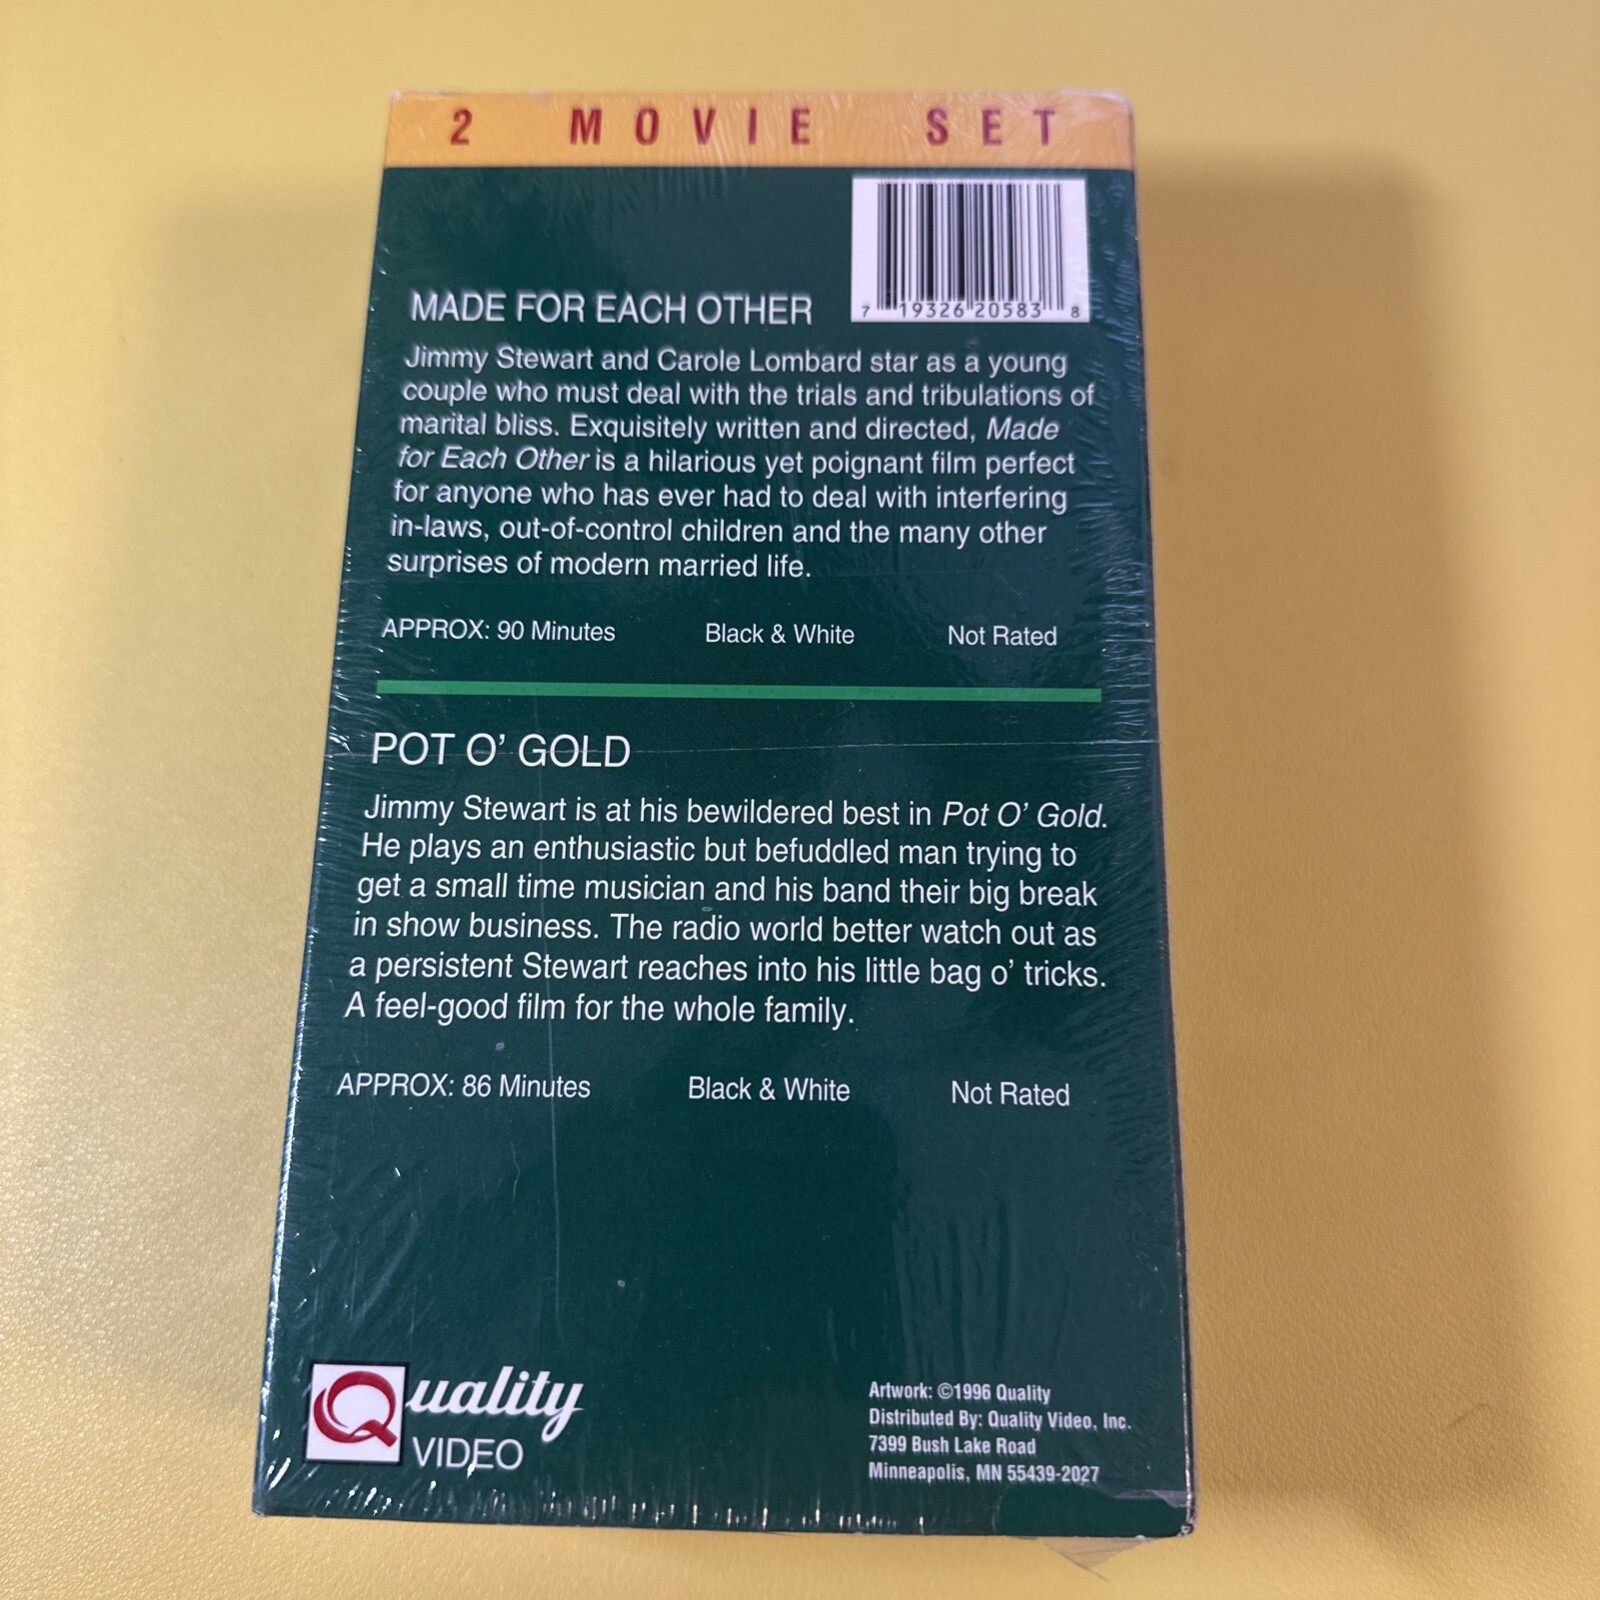 2 MOVIE SET
7 19326 20583 8
MADE FOR EACH OTHER
Jimmy Stewart and Carole Lombard star as a young
couple who must deal with the trials and tribulations of
marital bliss. Exquisitely written and directed, Made
for Each Other is a hilarious yet poignant film perfect
for anyone who has ever had to deal with interfering
in-laws, out-of-control children and the many other
surprises of modern married life.
APPROX: 90 Minutes Black & White Not Rated
POT O' GOLD
Jimmy Stewart is at his bewildered best in Pot O' Gold.
He plays an enthusiastic but befuddled man trying to
get a small time musician and his band their big break
in show business. The radio world better watch out as
a persistent Stewart reaches into his little bag o' tricks.
A feel-good film for the whole family.
APPROX: 86 Minutes Black & White Not Rated
Quality
VIDEO
Artwork: ©1996 Quality
Distributed By: Quality Video, Inc.
7399 Bush Lake Road
Minneapolis, MN 55439-2027